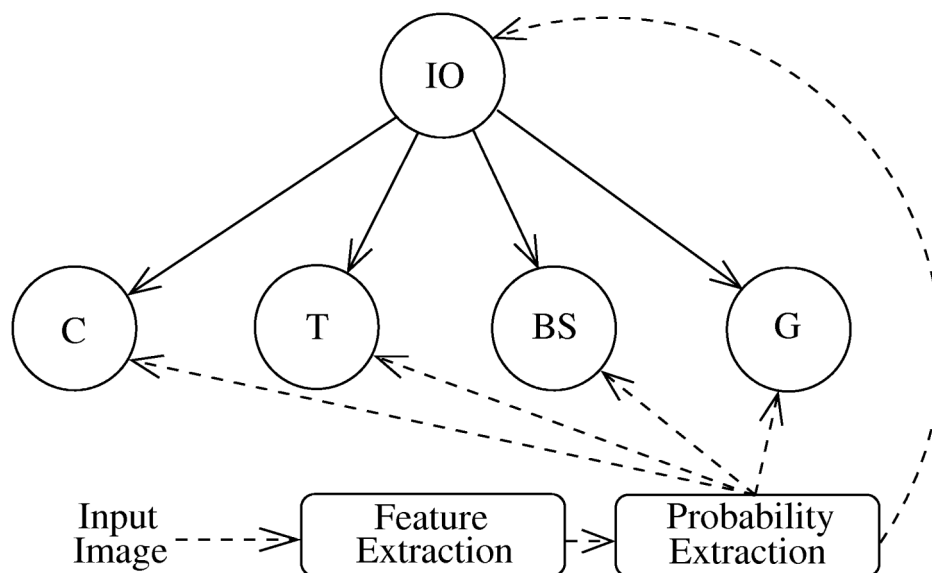 IO
C
T
BS
G
Input
Image
Feature
Extraction
Probability
Extraction